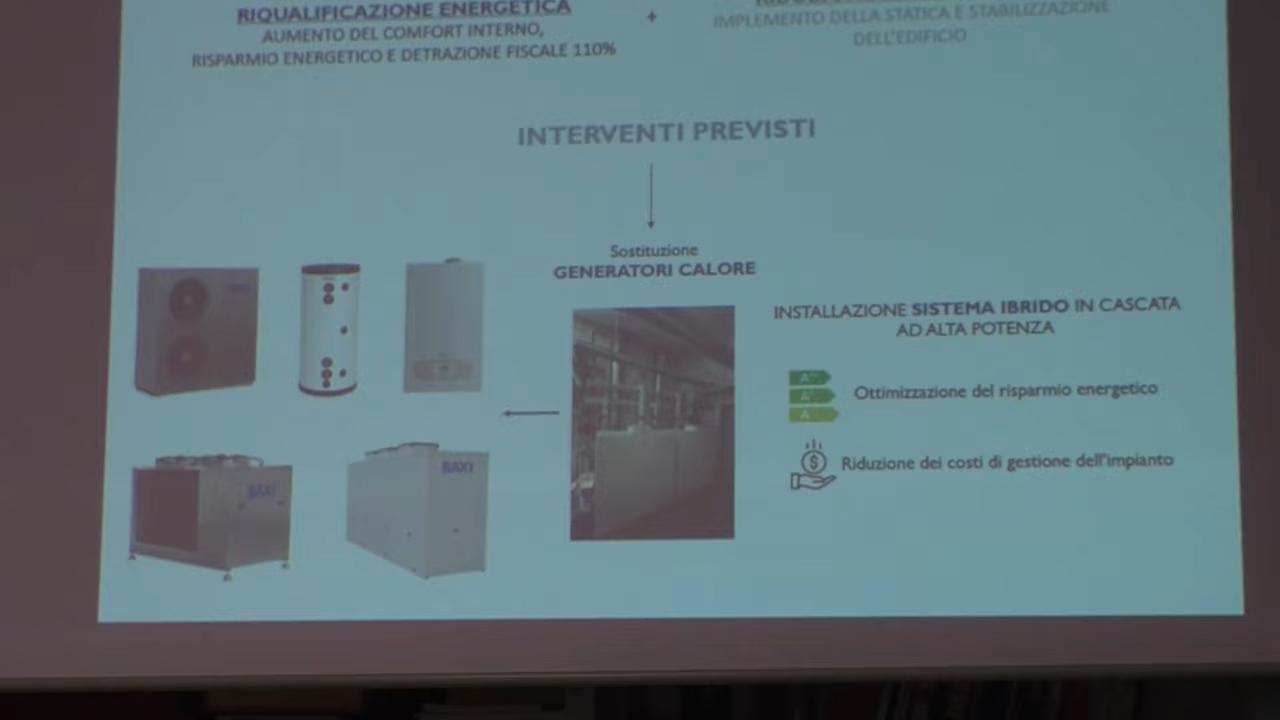 RIQUALIFICAZIONE ENERGETICA
AUMENTO DEL COMFORT INTERNO,
RISPARMIO ENERGETICO E DETRAZIONE FISCALE 110%
+
IMPLEMENTO DELLA STATICA E STABILIZZAZIONE
DELL'EDIFICIO
INTERVENTI PREVISTI
Sostituzione
GENERATORI CALORE
INSTALLAZIONE SISTEMA IBRIDO IN CASCATA
AD ALTA POTENZA
A
Ottimizzazione del risparmio energetico
$
Riduzione dei costi di gestione dell'impianto
BAXI
BAXI